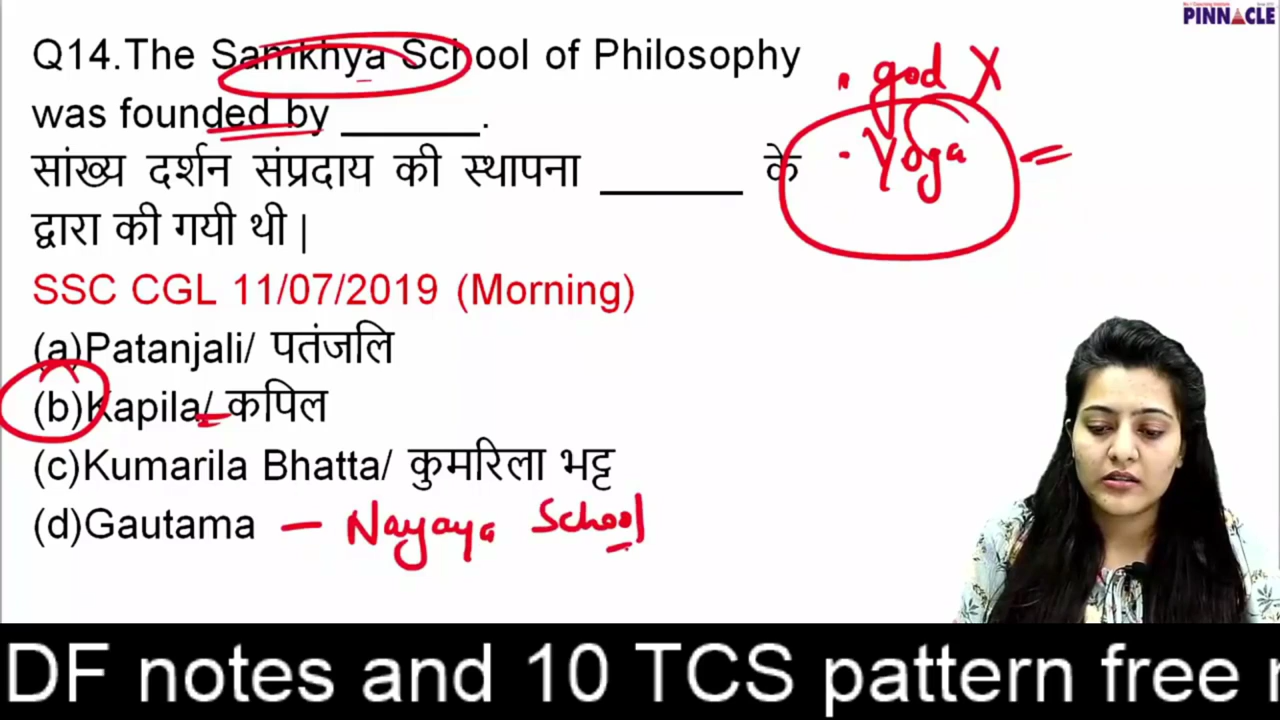 PINNACLE
Q14.The Samkhya School of Philosophy
was founded by ______.
सांख्य दर्शन संप्रदाय की स्थापना ______ के
द्वारा की गयी थी |
• god X
• Yoga =
SSC CGL 11/07/2019 (Morning)
(a)Patanjali/ पतंजलि
(b)Kapila/ कपिल
(c)Kumarila Bhatta/ कुमरिला भट्ट
(d)Gautama — Nayaya School
DF notes and 10 TCS pattern free